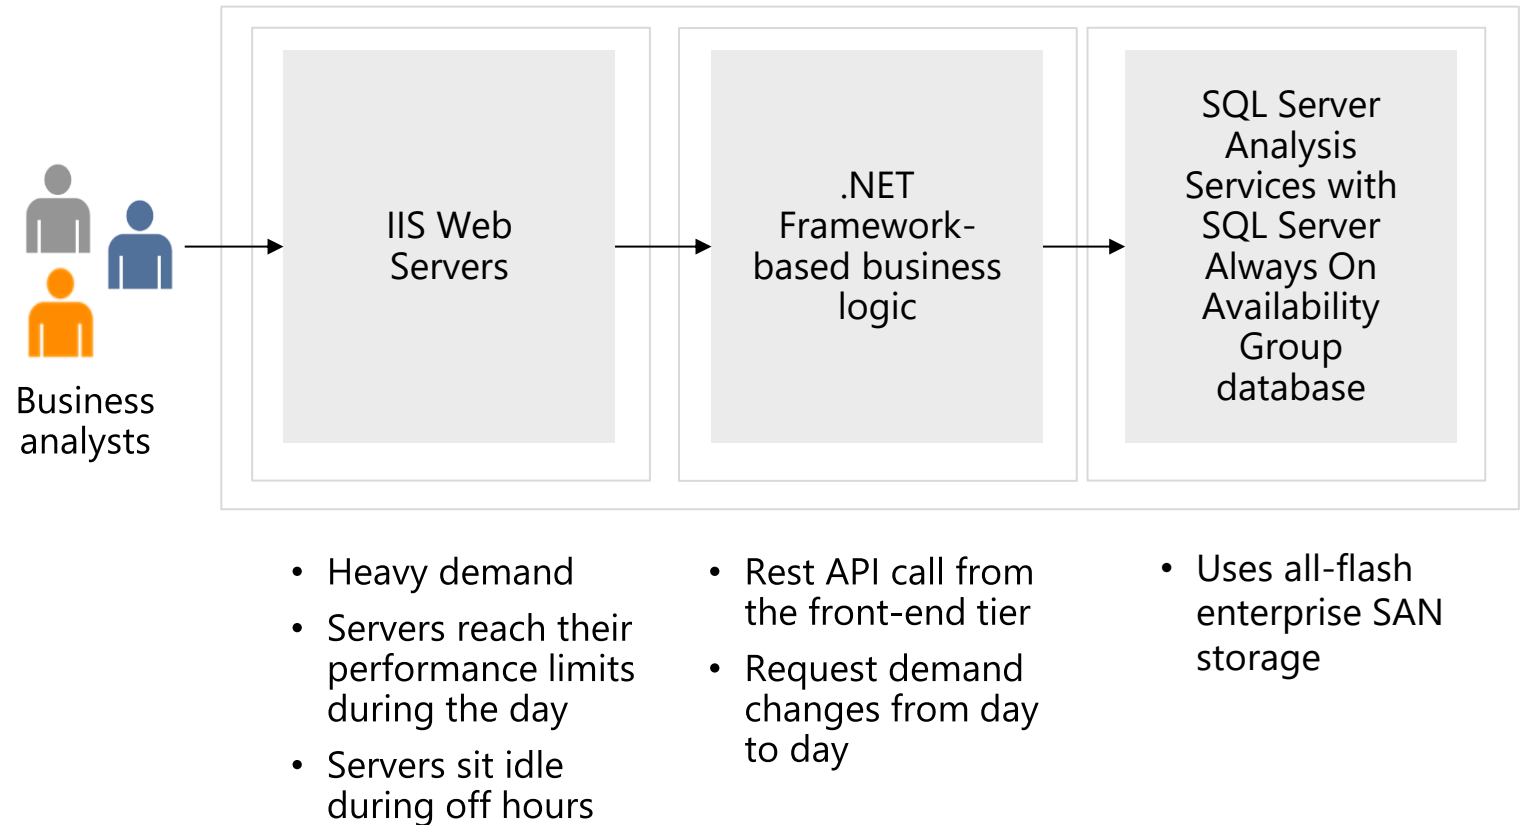 Business
analysts
IIS Web
Servers
.NET
Framework-
based business
logic
SQL Server
Analysis
Services with
SQL Server
Always On
Availability
Group
database
• Heavy demand
• Servers reach their
performance limits
during the day
• Servers sit idle
during off hours
• Rest API call from
the front-end tier
• Request demand
changes from day
to day
• Uses all-flash
enterprise SAN
storage